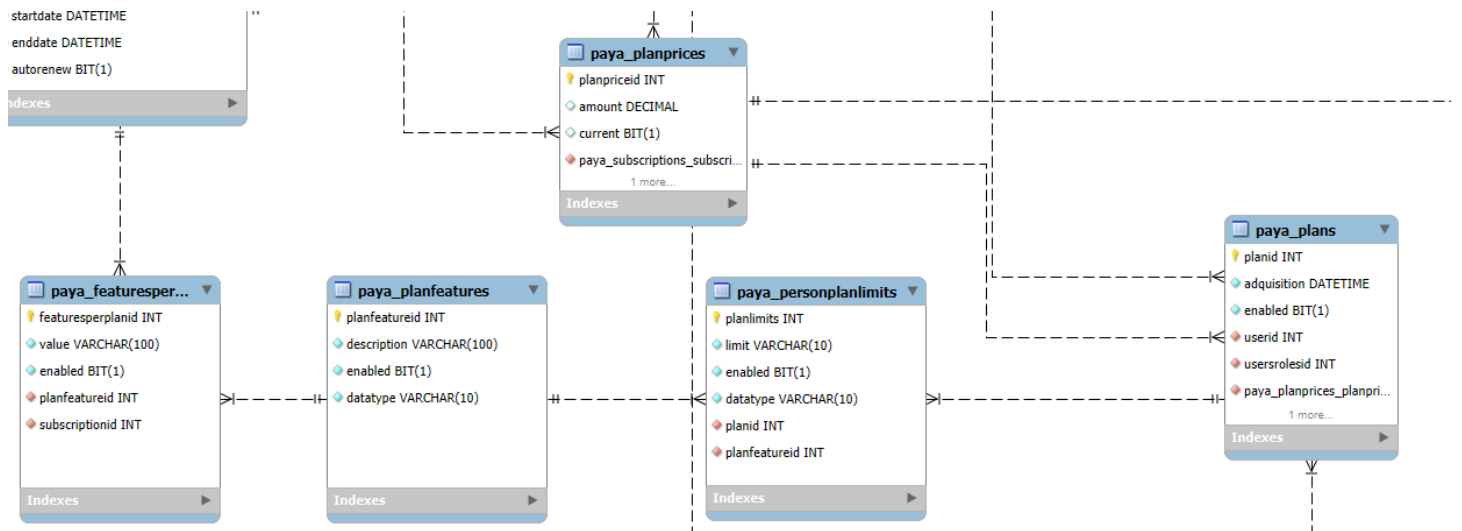 startdate DATETIME
enddate DATETIME
autorenew BIT(1)
Indexes
paya_planprices
planpriceid INT
amount DECIMAL
current BIT(1)
paya_subscriptions_subscri...
1 more...
Indexes
paya_plans
planid INT
adquisition DATETIME
enabled BIT(1)
userid INT
usersrolesid INT
paya_planprices_planpri...
1 more...
Indexes
paya_featuresper...
featuresperplanid INT
value VARCHAR(100)
enabled BIT(1)
planfeatureid INT
subscriptionid INT
Indexes
paya_planfeatures
planfeatureid INT
description VARCHAR(100)
enabled BIT(1)
datatype VARCHAR(10)
Indexes
paya_personplanlimits
planlimits INT
limit VARCHAR(10)
enabled BIT(1)
datatype VARCHAR(10)
planid INT
planfeatureid INT
Indexes